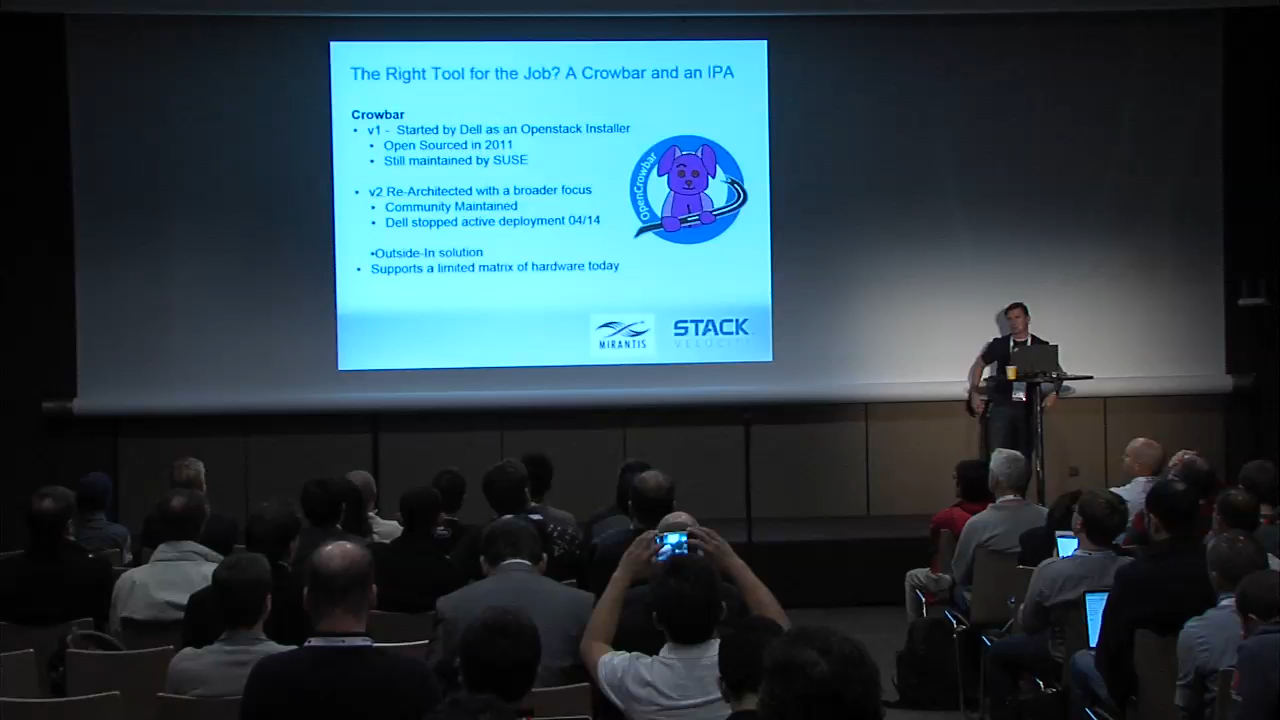 The Right Tool for the Job? A Crowbar and an IPA
Crowbar
• v1 - Started by Dell as an Openstack Installer
• Open Sourced in 2011
• Still maintained by SUSE
• v2 Re-Architected with a broader focus
• Community Maintained
• Dell stopped active deployment 04/14
•Outside-In solution
• Supports a limited matrix of hardware today
OpenCrowbar
MIRANTIS
STACK
VELOCITY